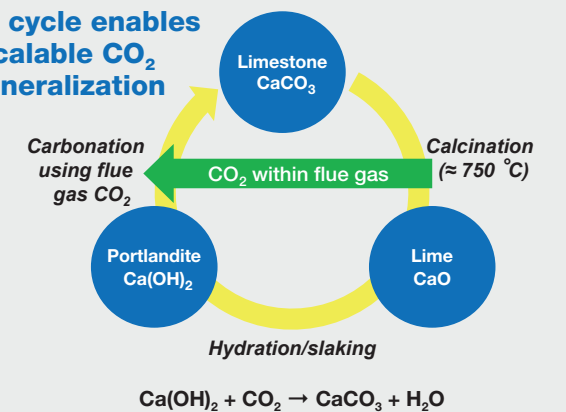 cycle enables
calable CO₂
neralization
Limestone
CaCO₃
Carbonation
using flue
gas CO₂
CO₂ within flue gas
Calcination
(≈ 750 °C)
Portlandite
Ca(OH)₂
Lime
CaO
Hydration/slaking
Ca(OH)₂ + CO₂ → CaCO₃ + H₂O